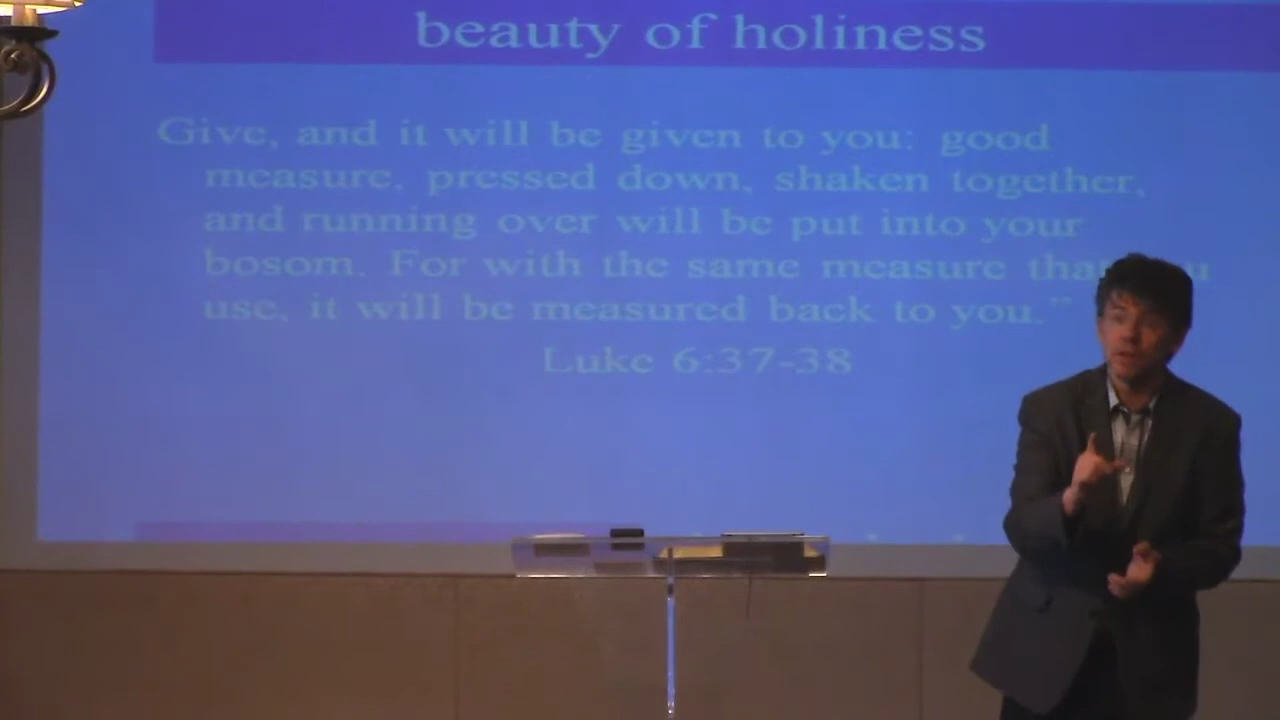 beauty of holiness
Give, and it will be given to you: good
measure, pressed down, shaken together,
and running over will be put into your
bosom. For with the same measure that
use, it will be measured back to you."
Luke 6:37-38